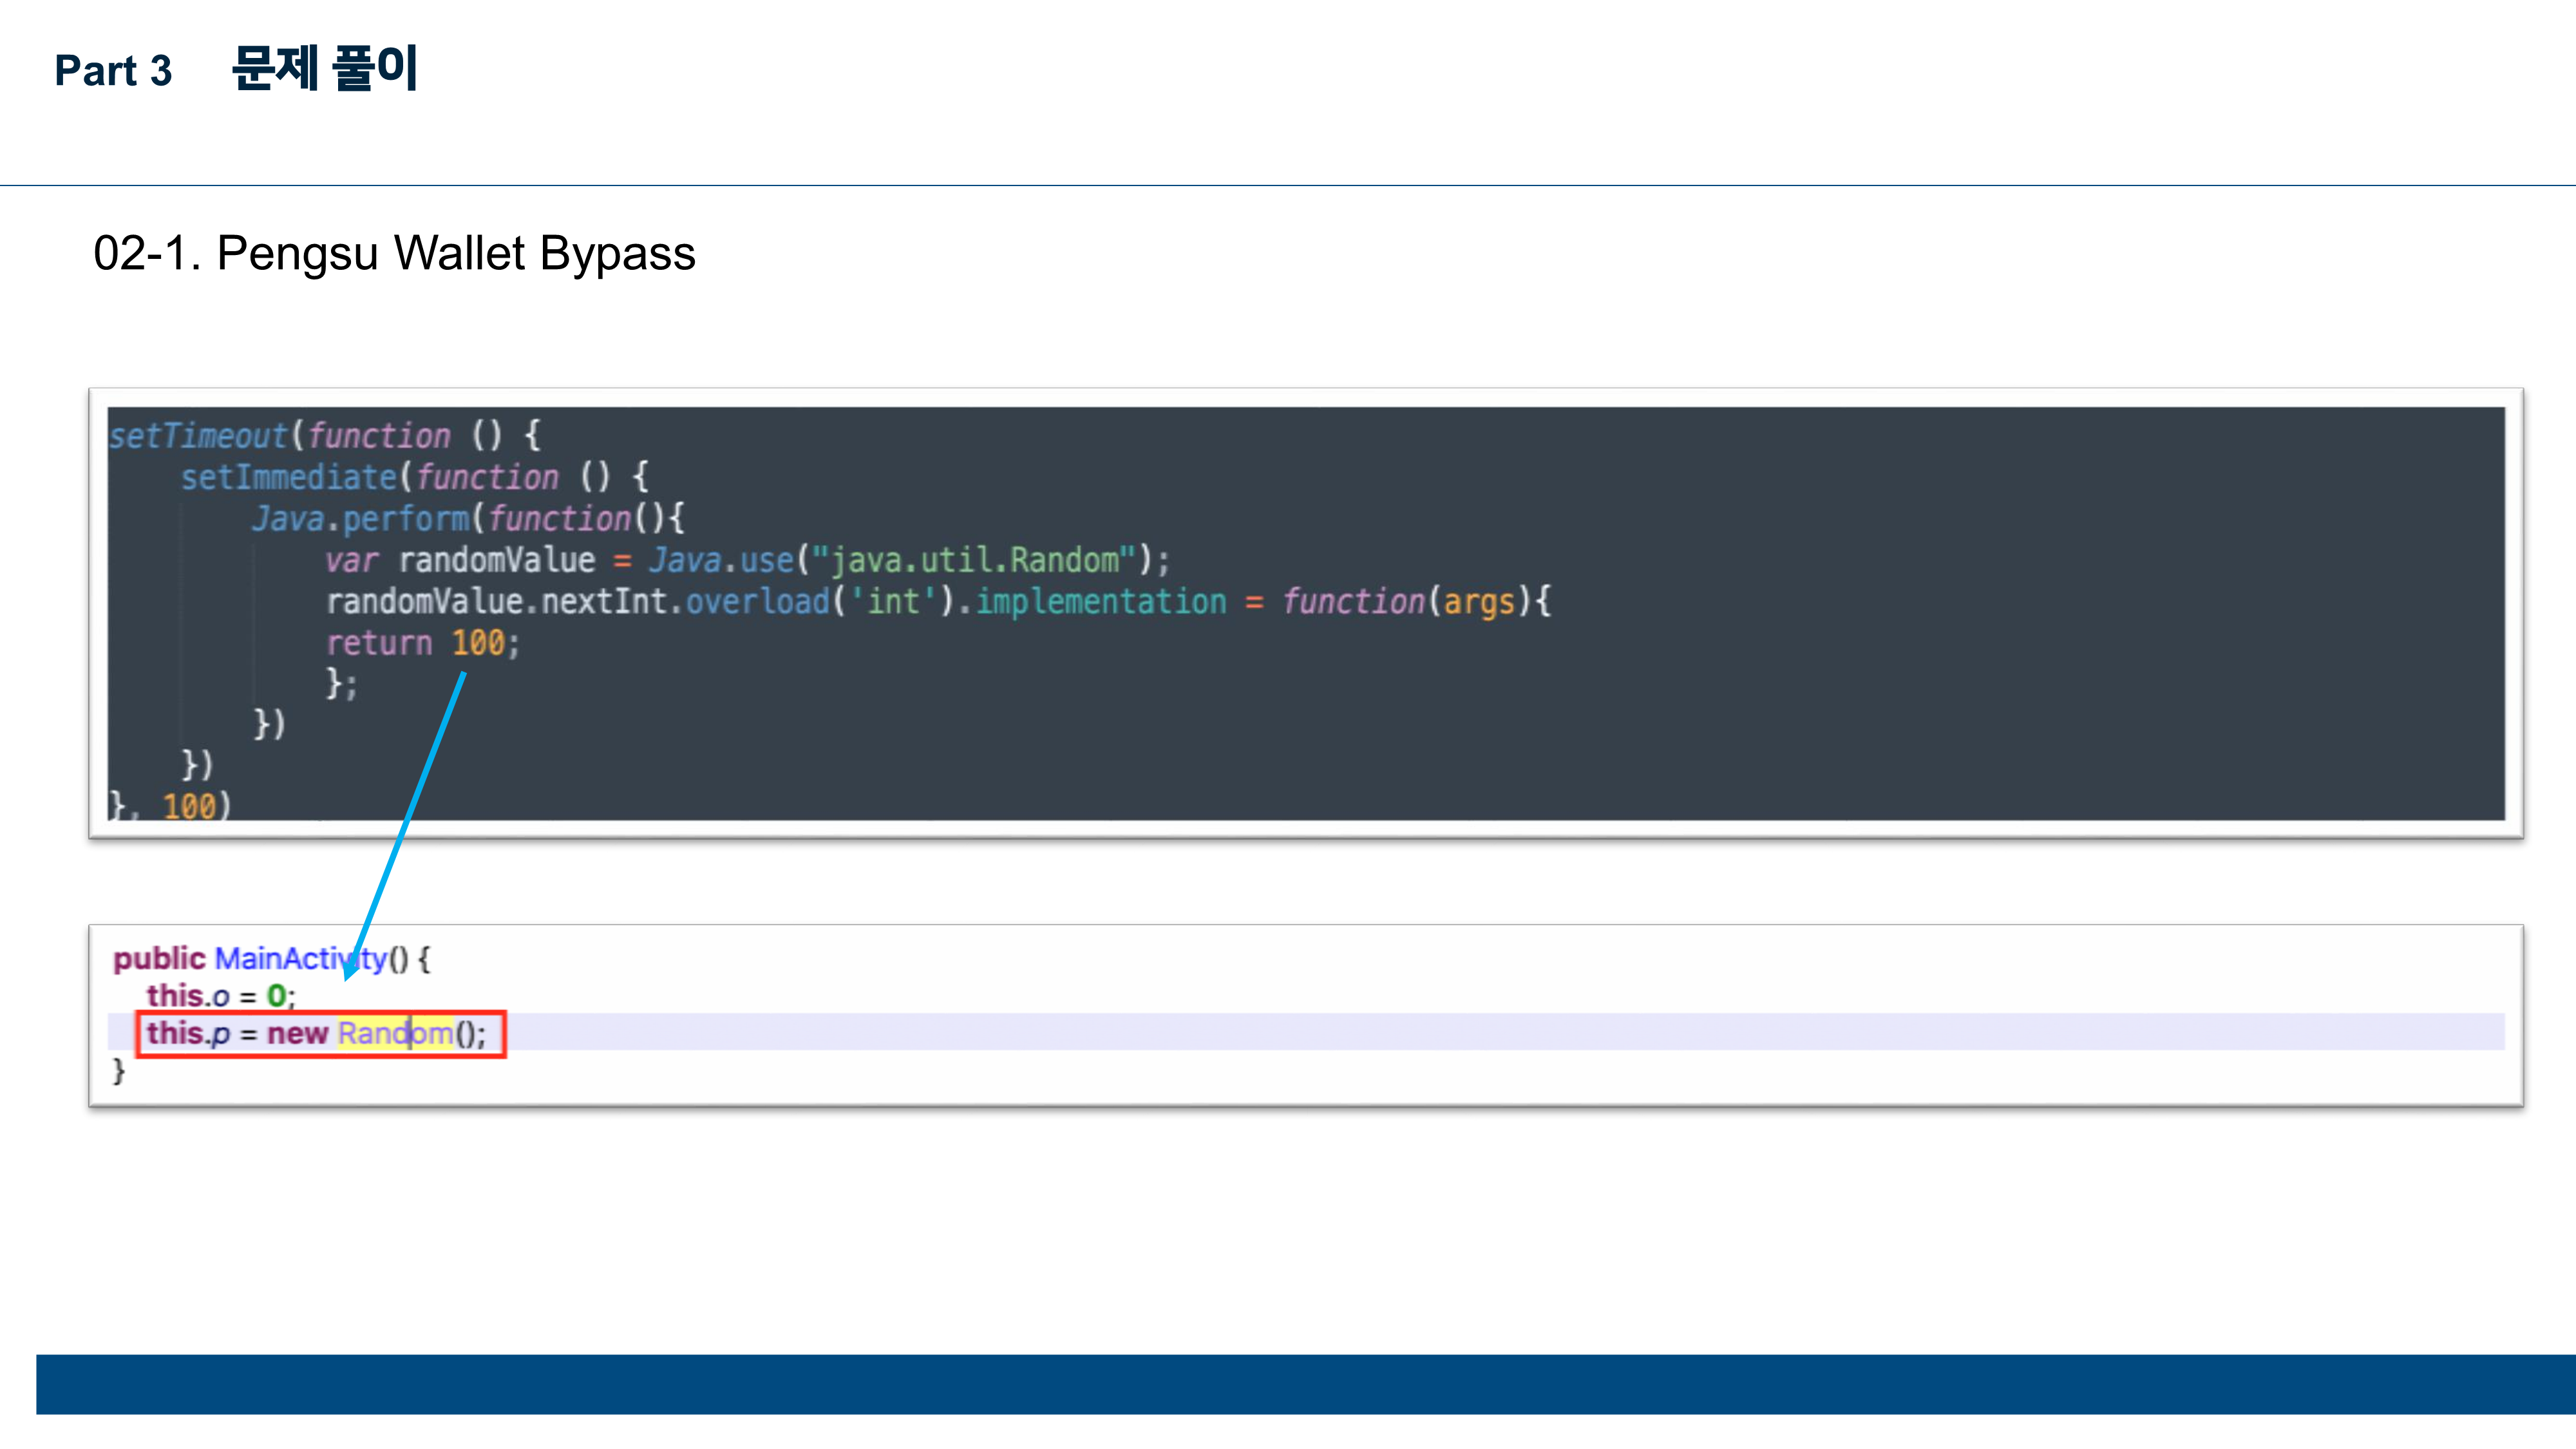 Part 3 문제 풀이
02-1. Pengsu Wallet Bypass
setTimeout(function () {
setImmediate(function () {
Java.perform(function(){
var randomValue = Java.use("java.util.Random");
randomValue.nextInt.overload('int').implementation = function(args){
return 100;
};
})
})
}, 100)
public MainActivity() {
this.o = 0;
this.p = new Random();
}